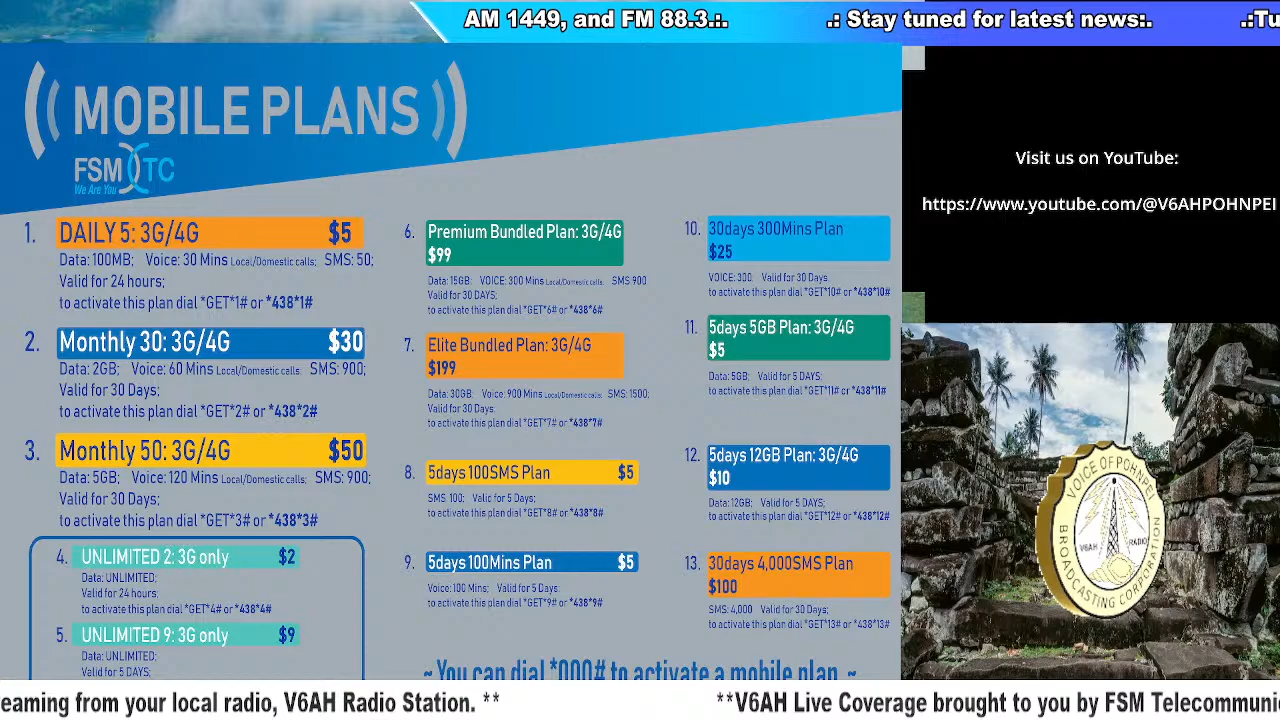 AM 1449, and FM 88.3.:. .: Stay tuned for latest news:. .:Tu
MOBILE PLANS
FSM TC
We Are You
1. DAILY 5: 3G/4G $5
Data: 100MB; Voice: 30 Mins Local/Domestic calls; SMS: 50;
Valid for 24 hours;
to activate this plan dial *GET*1# or *438*1#
2. Monthly 30: 3G/4G $30
Data: 2GB; Voice: 60 Mins Local/Domestic calls. SMS: 900;
Valid for 30 Days;
to activate this plan dial *GET*2# or *438*2#
3. Monthly 50: 3G/4G $50
Data: 5GB; Voice: 120 Mins Local/Domestic calls; SMS: 900;
Valid for 30 Days;
to activate this plan dial *GET*3# or *438*3#
4. UNLIMITED 2: 3G only $2
Data: UNLIMITED;
Valid for 24 hours;
to activate this plan dial *GET*4# or *438*4#
5. UNLIMITED 9: 3G only $9
Data: UNLIMITED;
Valid for 5 DAYS;
6. Premium Bundled Plan: 3G/4G
$99
Data: 15GB; VOICE: 300 Mins Local/Domestic calls. SMS 900
Valid for 30 DAYS;
to activate this plan dial *GET*6# or *438*6#
7. Elite Bundled Plan: 3G/4G
$199
Data: 30GB; Voice: 900 Mins Local/Domestic calls; SMS: 1500;
Valid for 30 Days:
to activate this plan dial *GET*7# or *438*7#
8. 5days 100SMS Plan $5
SMS 100; Valid for 5 Days;
to activate this plan dial *GET*8# or *438*8#
9. 5days 100Mins Plan $5
Voice: 100 Mins; Valid for 5 Days;
to activate this plan dial *GET*9# or *438*9#
10. 30days 300Mins Plan
$25
VOICE: 300 Valid for 30 Days;
to activate this plan dial *GET*10# or *438*10#
11. 5days 5GB Plan: 3G/4G
$5
Data: 5GB; Valid for 5 DAYS;
to activate this plan dial *GET*11# or *438*11#
12. 5days 12GB Plan: 3G/4G
$10
Data: 12GB; Valid for 5 DAYS;
to activate this plan dial *GET*12# or *438*12#
13. 30days 4,000SMS Plan
$100
SMS: 4,000 Valid for 30 Days;
to activate this plan dial *GET*13# or *438*13#
~ You can dial *000# to activate a mobile plan ~
Visit us on YouTube:
https://www.youtube.com/@V6AHPOHNPEI
VOICE OF POHNPEI
V6AH RADIO
BROADCASTING CORPORATION
eaming from your local radio, V6AH Radio Station. ** **V6AH Live Coverage brought to you by FSM Telecommuni